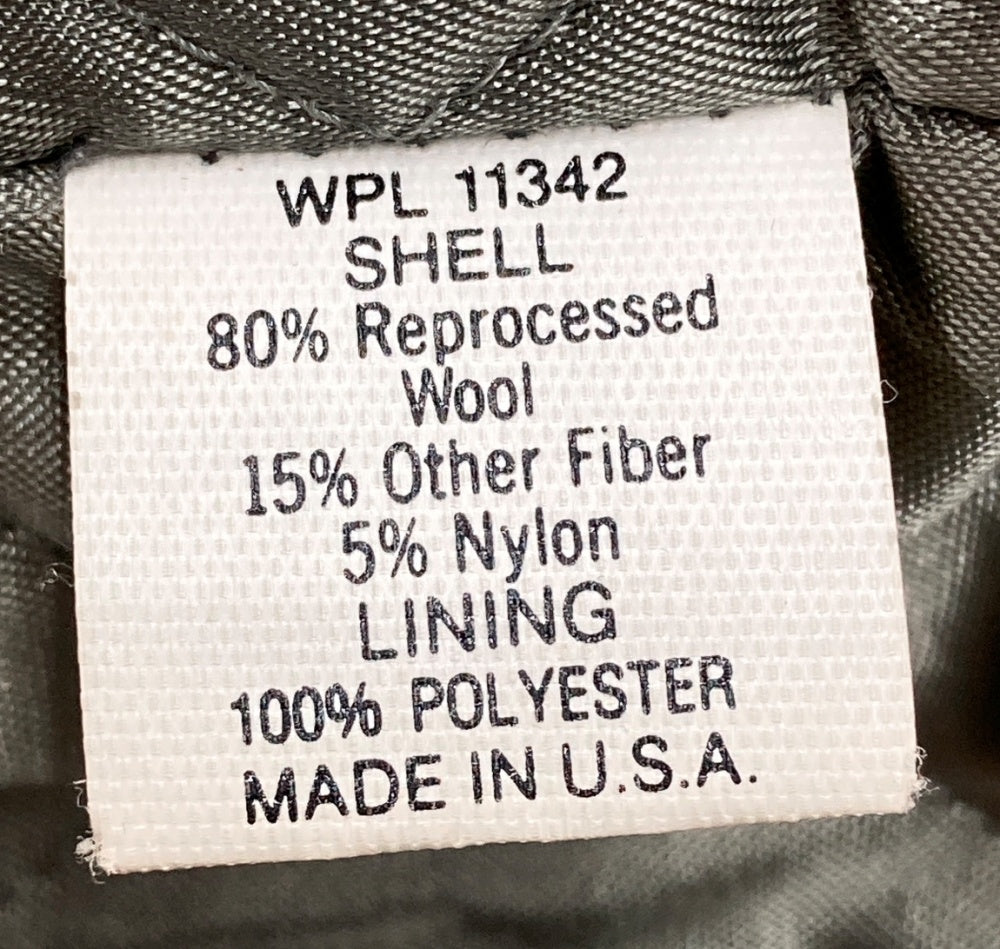 WPL 11342
SHELL
80% Reprocessed
Wool
15% Other Fiber
5% Nylon
LINING
100% POLYESTER
MADE IN U.S.A.